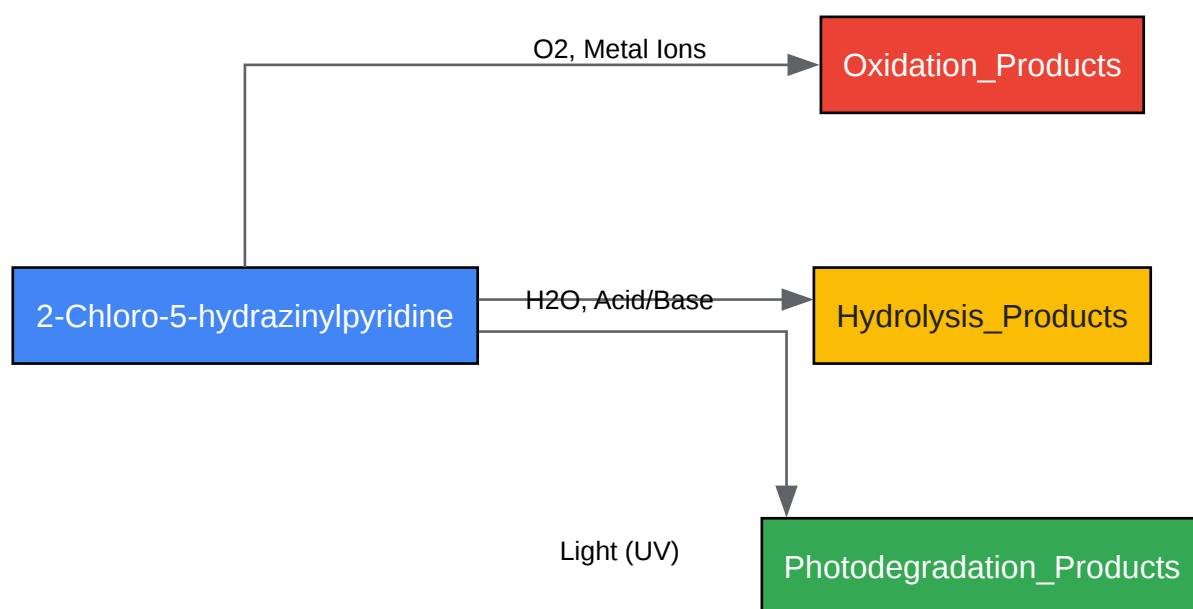 O2, Metal Ions
Oxidation_Products
2-Chloro-5-hydrazinylpyridine
H2O, Acid/Base
Hydrolysis_Products
Light (UV)
Photodegradation_Products